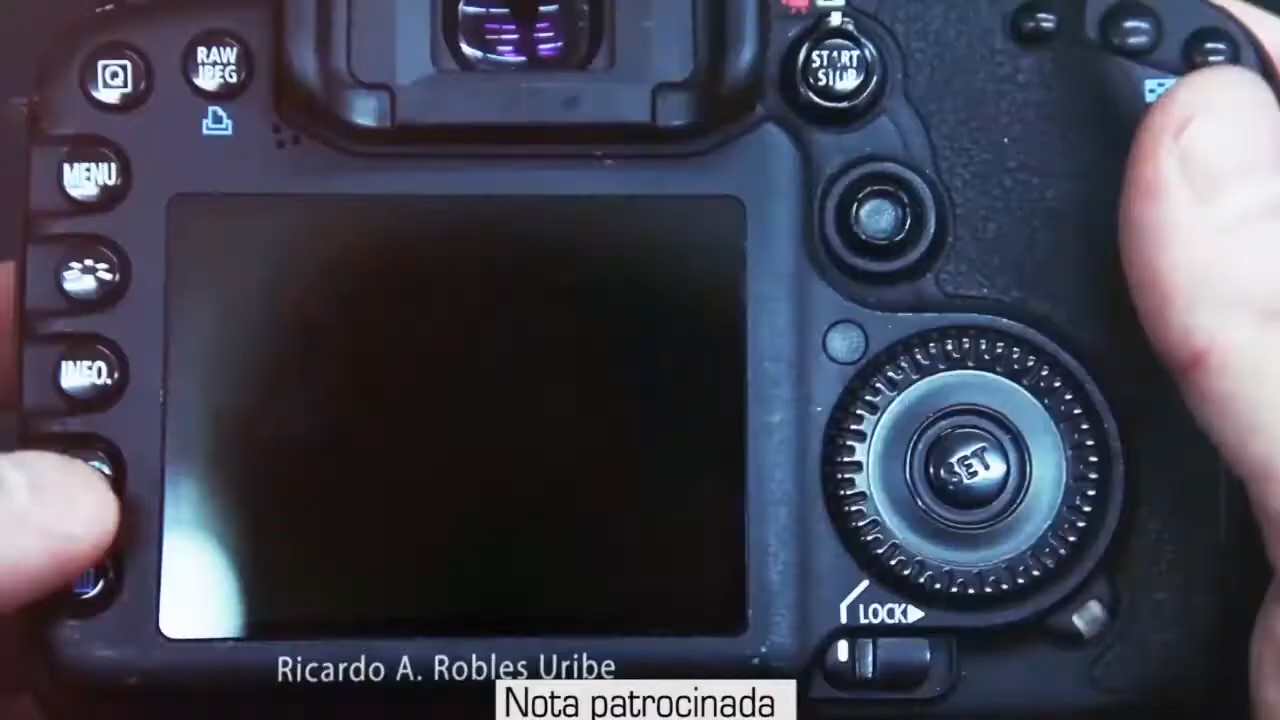 Q
RAW
JPEG
START
STOP
MENU
INFO.
SET
LOCK
Ricardo A. Robles Uribe
Nota patrocinada